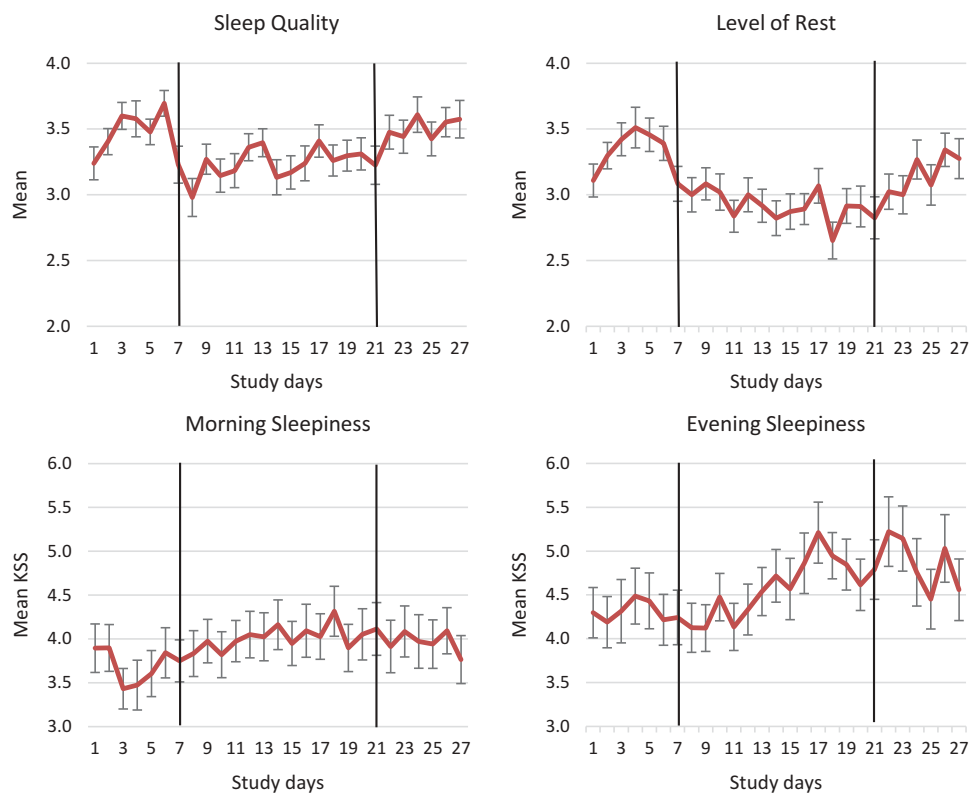 Sleep Quality
4.0
3.5
3.0
2.5
2.0
Mean
1 3 5 7 9 11 13 15 17 19 21 23 25 27
Study days
Level of Rest
4.0
3.5
3.0
2.5
2.0
Mean
1 3 5 7 9 11 13 15 17 19 21 23 25 27
Study days
Morning Sleepiness
6.0
5.5
5.0
4.5
4.0
3.5
3.0
Mean KSS
1 3 5 7 9 11 13 15 17 19 21 23 25 27
Study days
Evening Sleepiness
6.0
5.5
5.0
4.5
4.0
3.5
3.0
Mean KSS
1 3 5 7 9 11 13 15 17 19 21 23 25 27
Study days